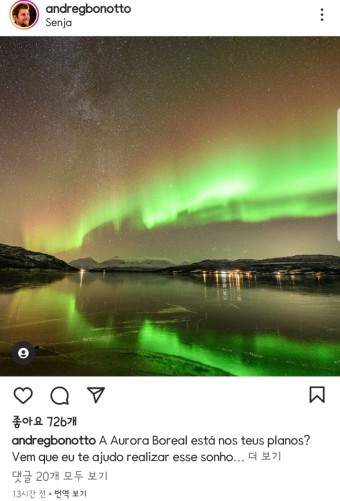 andregbonotto
Senja
좋아요 726개
andregbonotto A Aurora Boreal está nos teus planos?
Vem que eu te ajudo realizar esse sonho... 더 보기
댓글 20개 모두 보기
13시간 전 • 번역 보기